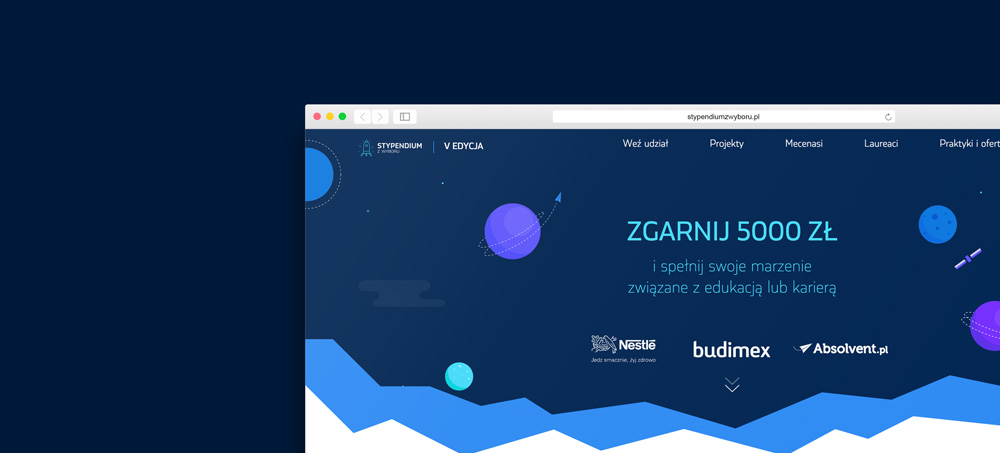 stypendiumzwyboru.pl
STYPENDIUM
Z WYBORU
V EDYCJA
Weź udział
Projekty
Mecenasi
Laureaci
Praktyki i ofert
ZGARNIJ 5000 ZŁ
i spełnij swoje marzenie
związane z edukacją lub karierą
Nestlé
Jedz smacznie, żyj zdrowo
budimex
Absolvent.pl